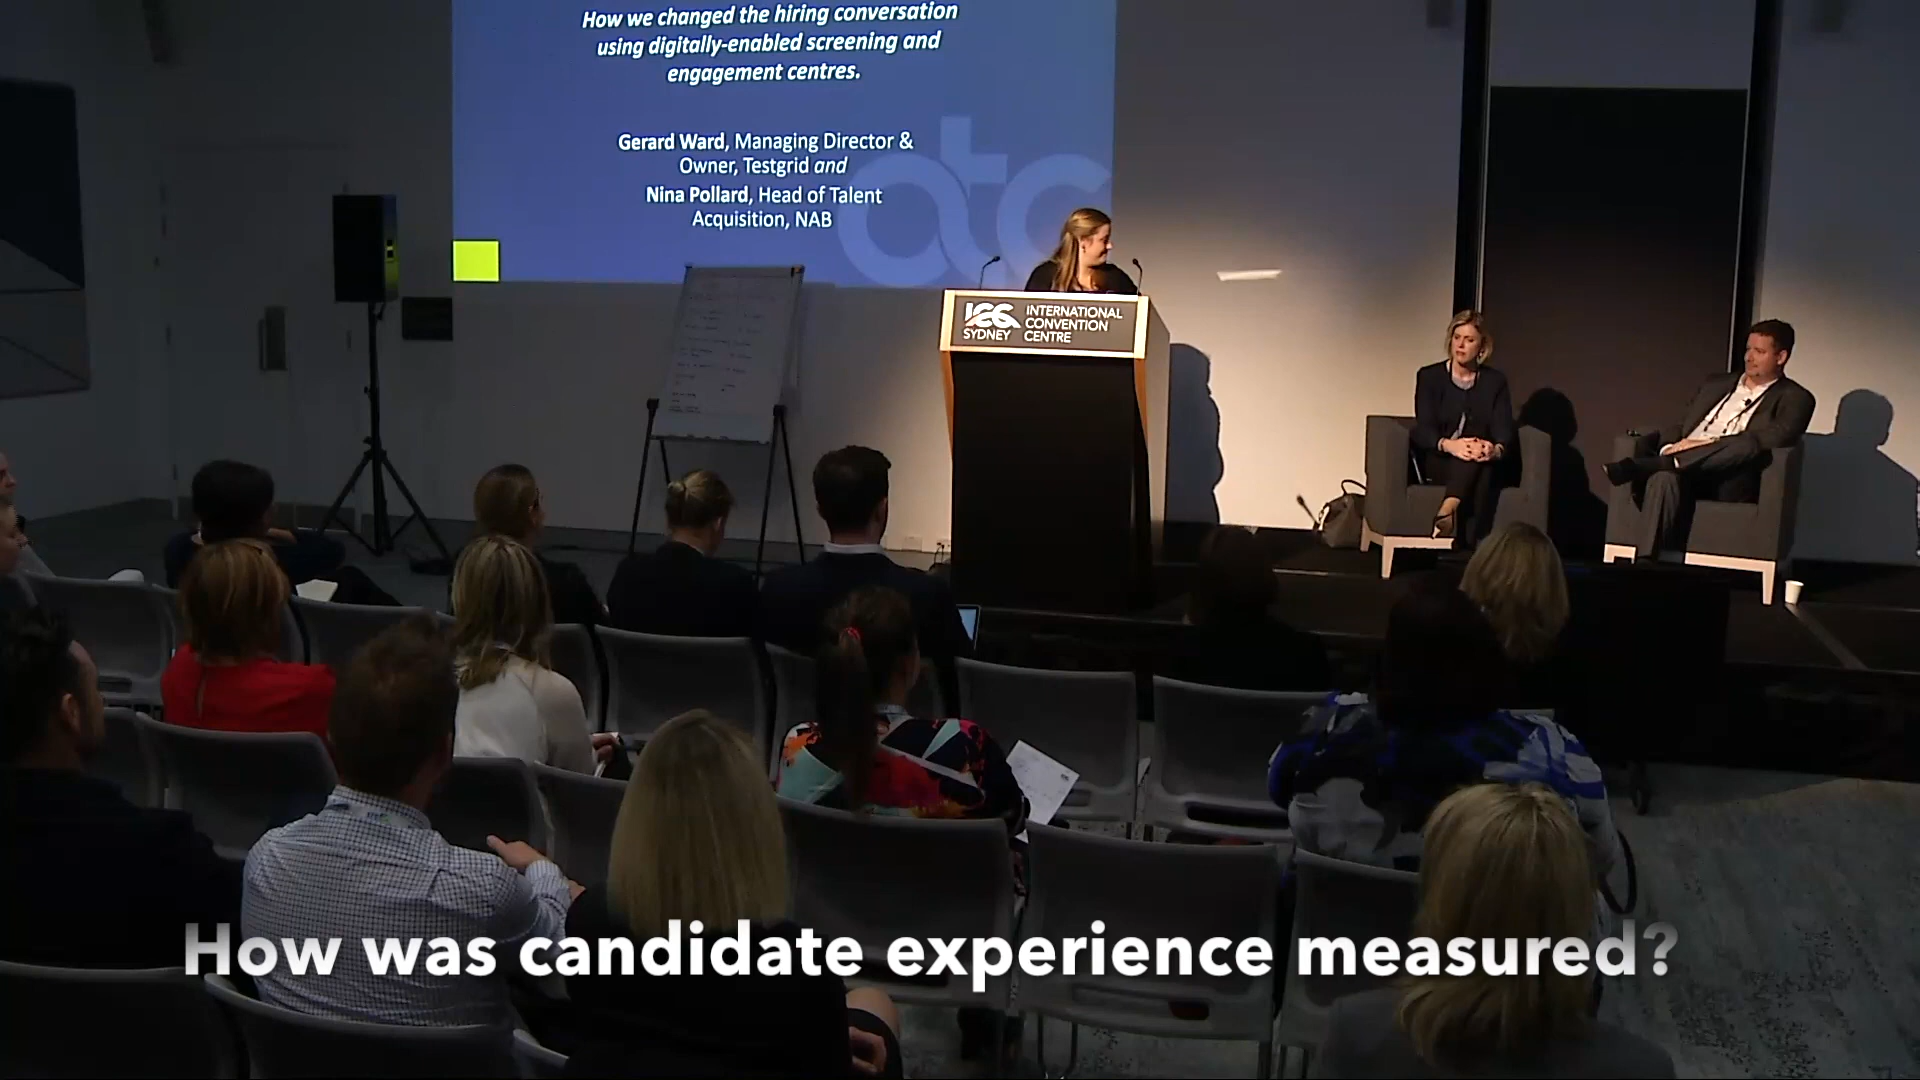 How we changed the hiring conversation
using digitally-enabled screening and
engagement centres.
Gerard Ward, Managing Director &
Owner, Testgrid and
Nina Pollard, Head of Talent
Acquisition, NAB
atc
ICC
SYDNEY
INTERNATIONAL
CONVENTION
CENTRE
How was candidate experience measured?